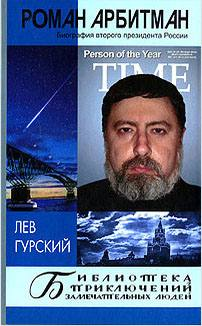 РОМАН АРБИТМАН
Биография второго президента России
Person of the Year
TIME
ЛЕВ
ГУРСКИЙ
БИБЛИОТЕКА
ПРИКЛЮЧЕНИЙ
ЗАМЕЧАТЕЛЬНЫХ ЛЮДЕЙ